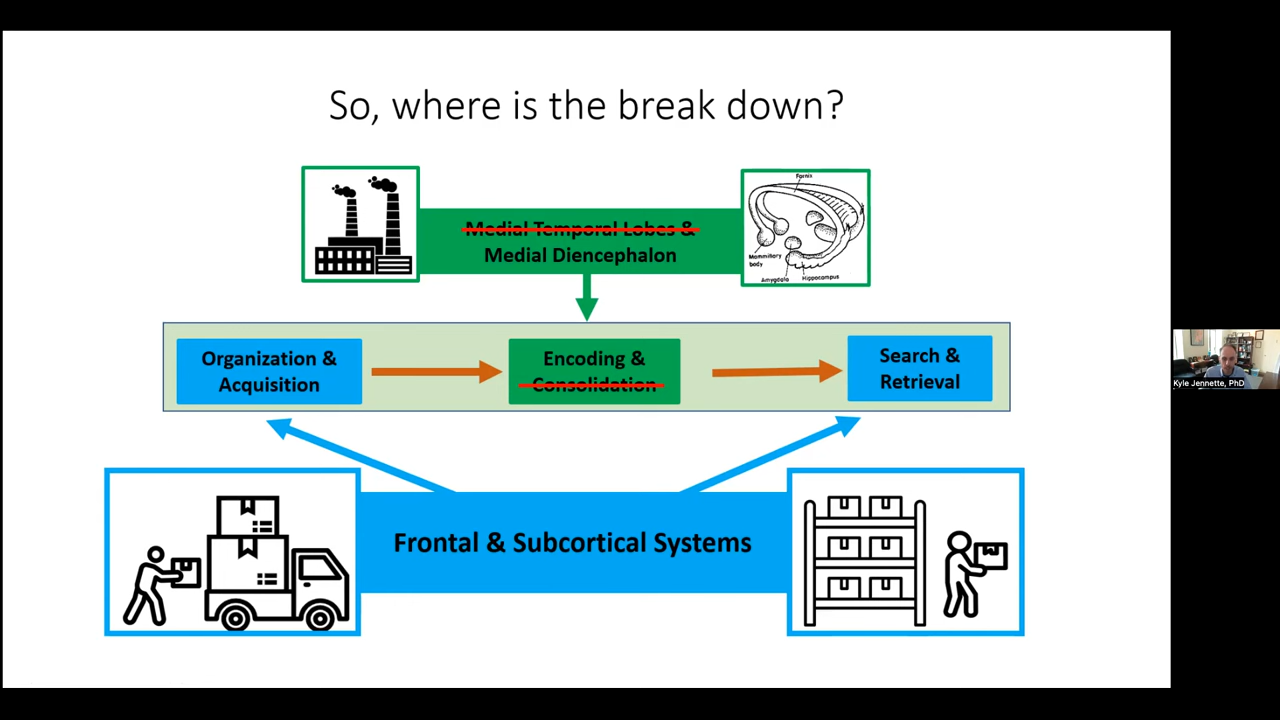 So, where is the break down?
Medial Temporal Lobes &
Medial Diencephalon
Fornix
Mammillary
body
Amygdala
Hippocampus
Organization &
Acquisition
Encoding &
Consolidation
Search &
Retrieval
Frontal & Subcortical Systems
Kyle Jennette, PhD